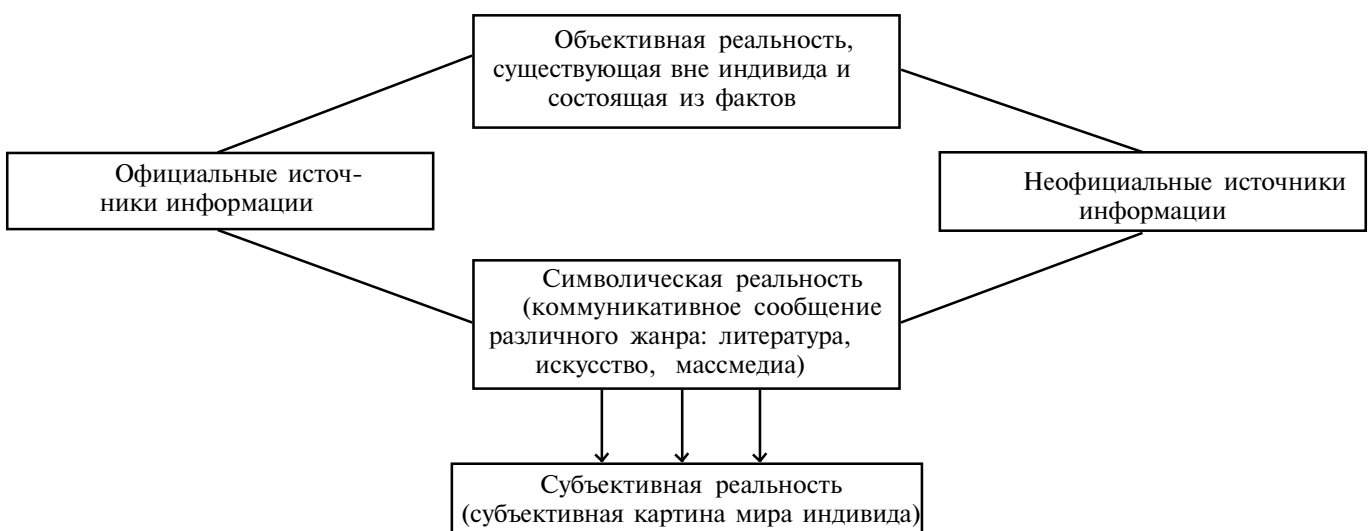 Объективная реальность,
существующая вне индивида и
состоящая из фактов
Официальные источ-
ники информации
Неофициальные источники
информации
Символическая реальность
(коммуникативное сообщение
различного жанра: литература,
искусство, массмедиа)
Субъективная реальность
(субъективная картина мира индивида)